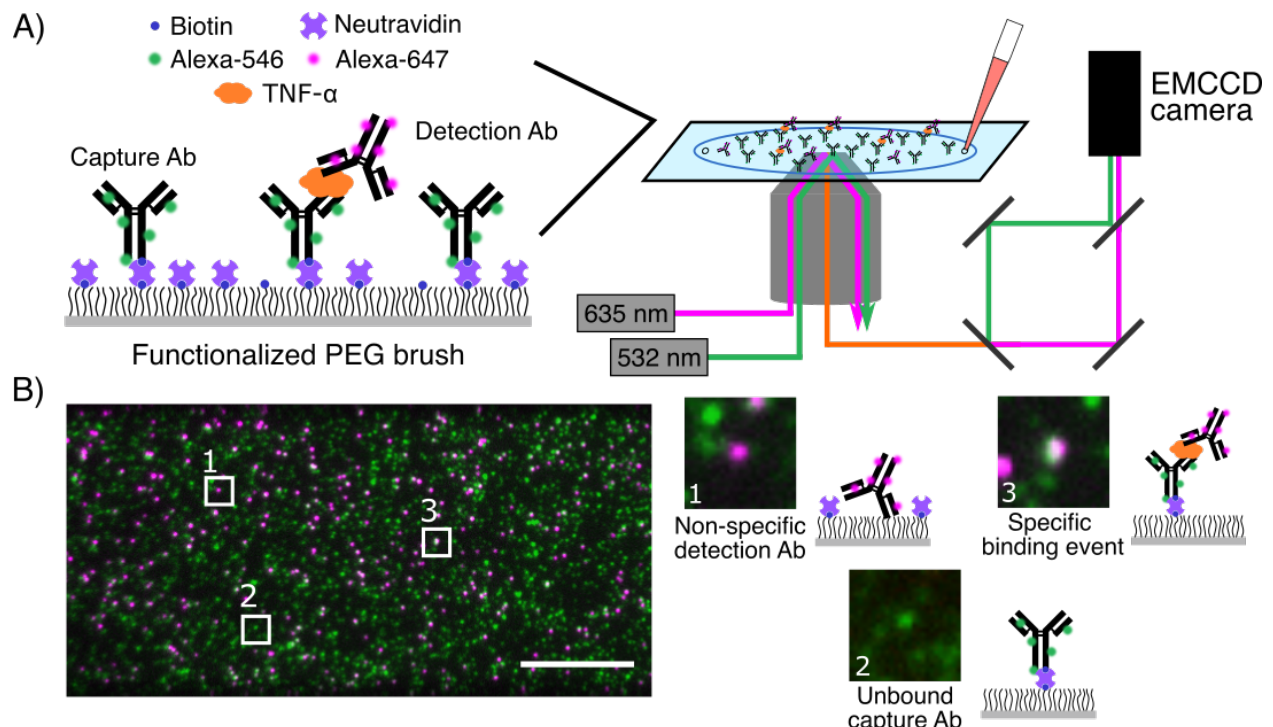 A)
Biotin
Neutravidin
Alexa-546
Alexa-647
TNF-α
Capture Ab
Detection Ab
Functionalized PEG brush
EMCCD
camera
635 nm
532 nm
B)
1
2
3
1
Non-specific
detection Ab
3
Specific
binding event
2
Unbound
capture Ab